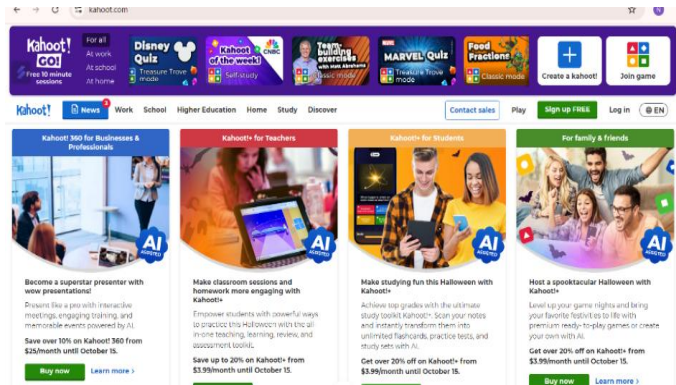 kahoot.com
Kahoot!
GO!
Free 10 minute
sessions
For all
At work
At school
At home
Disney
Quiz
Treasure Trove
mode
Kahoot!
of the week!
CNBC
Self-study
Team-
building
exercises
with Matt Abrahams
Classic mode
MARVEL
MARVEL Quiz
Treasure Trove
mode
Food
Fractions
Classic mode
Create a kahoot!
Join game
Kahoot!
News
Work
School
Higher Education
Home
Study
Discover
Contact sales
Play
Sign up FREE
Log in
EN
Kahoot! 360 for Businesses &
Professionals
AI
ASSISTED
Become a superstar presenter with
wow presentations!
Present like a pro with interactive
meetings, engaging training, and
memorable events powered by AI.
Save over 10% on Kahoot! 360 from
$25/month until October 15.
Buy now
Learn more >
Kahoot!+ for Teachers
AI
ASSISTED
Make classroom sessions and
homework more engaging with
Kahoot!+
Empower students with powerful ways
to practice this Halloween with the all-
in-one teaching, learning, review, and
assessment toolkit.
Save up to 20% on Kahoot!+ from
$3.99/month until October 15.
Kahoot!+ for Students
AI
ASSISTED
Make studying fun this Halloween with
Kahoot!+
Achieve top grades with the ultimate
study toolkit Kahoot!+. Scan your notes
and instantly transform them into
unlimited flashcards, practice tests, and
study sets with AI.
Get over 20% off on Kahoot!+ from
$3.99/month until October 15.
For family & friends
AI
ASSISTED
Host a spooktacular Halloween with
Kahoot!+
Level up your game nights and bring
your favorite festivities to life with
premium ready-to-play games or create
your own with AI.
Get over 20% off on Kahoot!+ from
$3.99/month until October 15.
Buy now
Learn more >